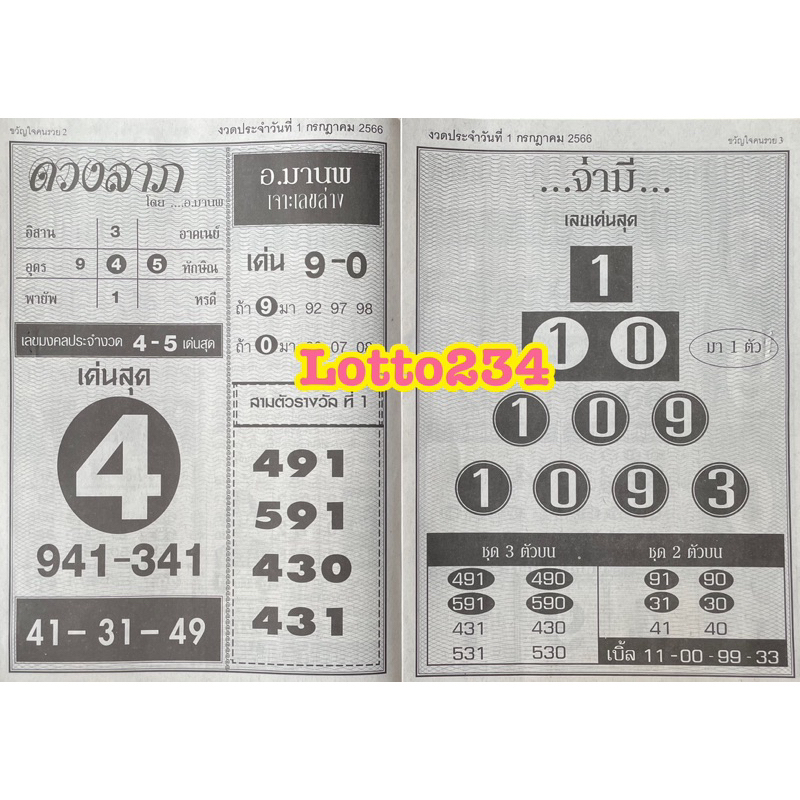 ขวัญใจคนรวย 2
งวดประจำวันที่ 1 กรกฎาคม 2566
ดวงลาภ
โดย ....อ.มานพ
อิสาน 3 อาคเนย์
อุดร 9 4 5 ทักษิณ
พายัพ 1 หรดี
เลขมงคลประจำงวด 4-5 เด่นสุด
เด่นสุด
4
941-341
41-31-49
อ.มานพ
เจาะเลขล่าง
เด่น 9-0
ถ้า 9 มา 92 97 98
ถ้า 0 มา 07 08
สามตัวรางวัล ที่ 1
491
591
430
431
งวดประจำวันที่ 1 กรกฎาคม 2566
ขวัญใจคนรวย 3
...จ่ามี...
เลขเด่นสุด
1
1 0 มา 1 ตัว
1 0 9
1 0 9 3
ชุด 3 ตัวบน
491 490
591 590
431 430
531 530
ชุด 2 ตัวบน
91 90
31 30
41 40
เบิ้ล 11-00-99-33
Lotto234